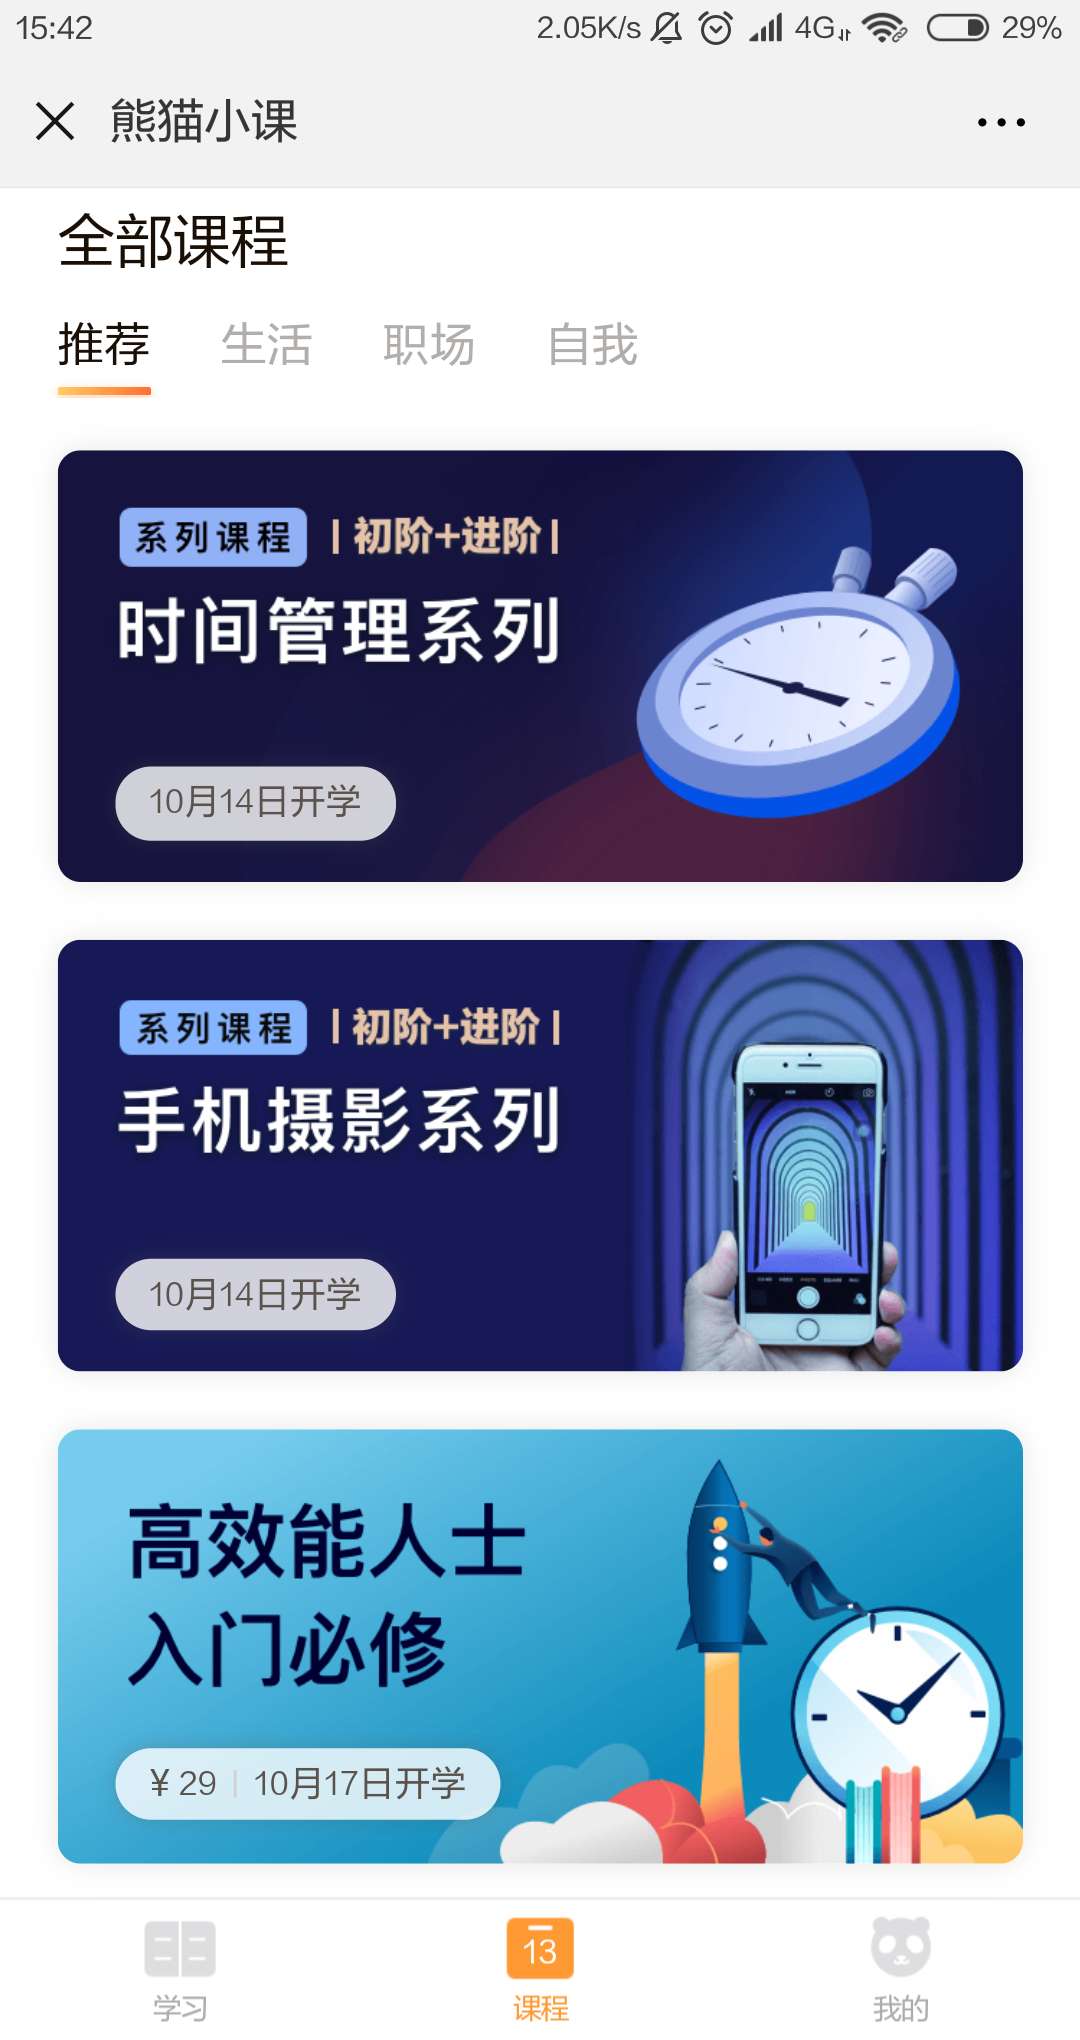 15:42
2.05K/s 4G 29%
熊猫小课
全部课程
推荐 生活 职场 自我
系列课程 初阶+进阶
时间管理系列
10月14日开学
系列课程 初阶+进阶
手机摄影系列
10月14日开学
高效能人士
入门必修
¥ 29 | 10月17日开学
13
学习 课程 我的